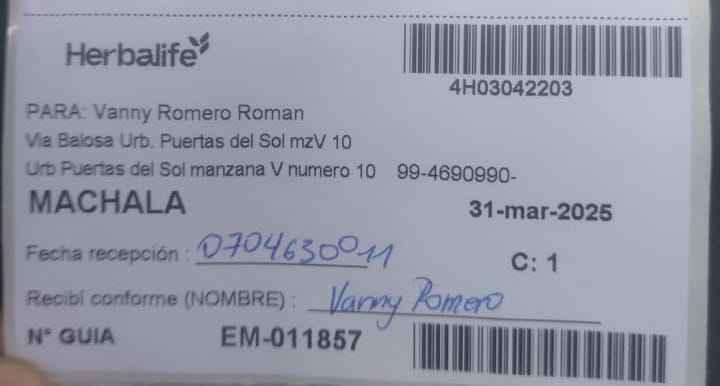 Herbalife
4H03042203
PARA: Vanny Romero Roman
Via Balosa Urb. Puertas del Sol mzV 10
Urb Puertas del Sol manzana V numero 10 99-4690990-
MACHALA 31-mar-2025
Fecha recepción : 0704630011 C: 1
Recibí conforme (NOMBRE) : Vanny Romero
N° GUIA EM-011857